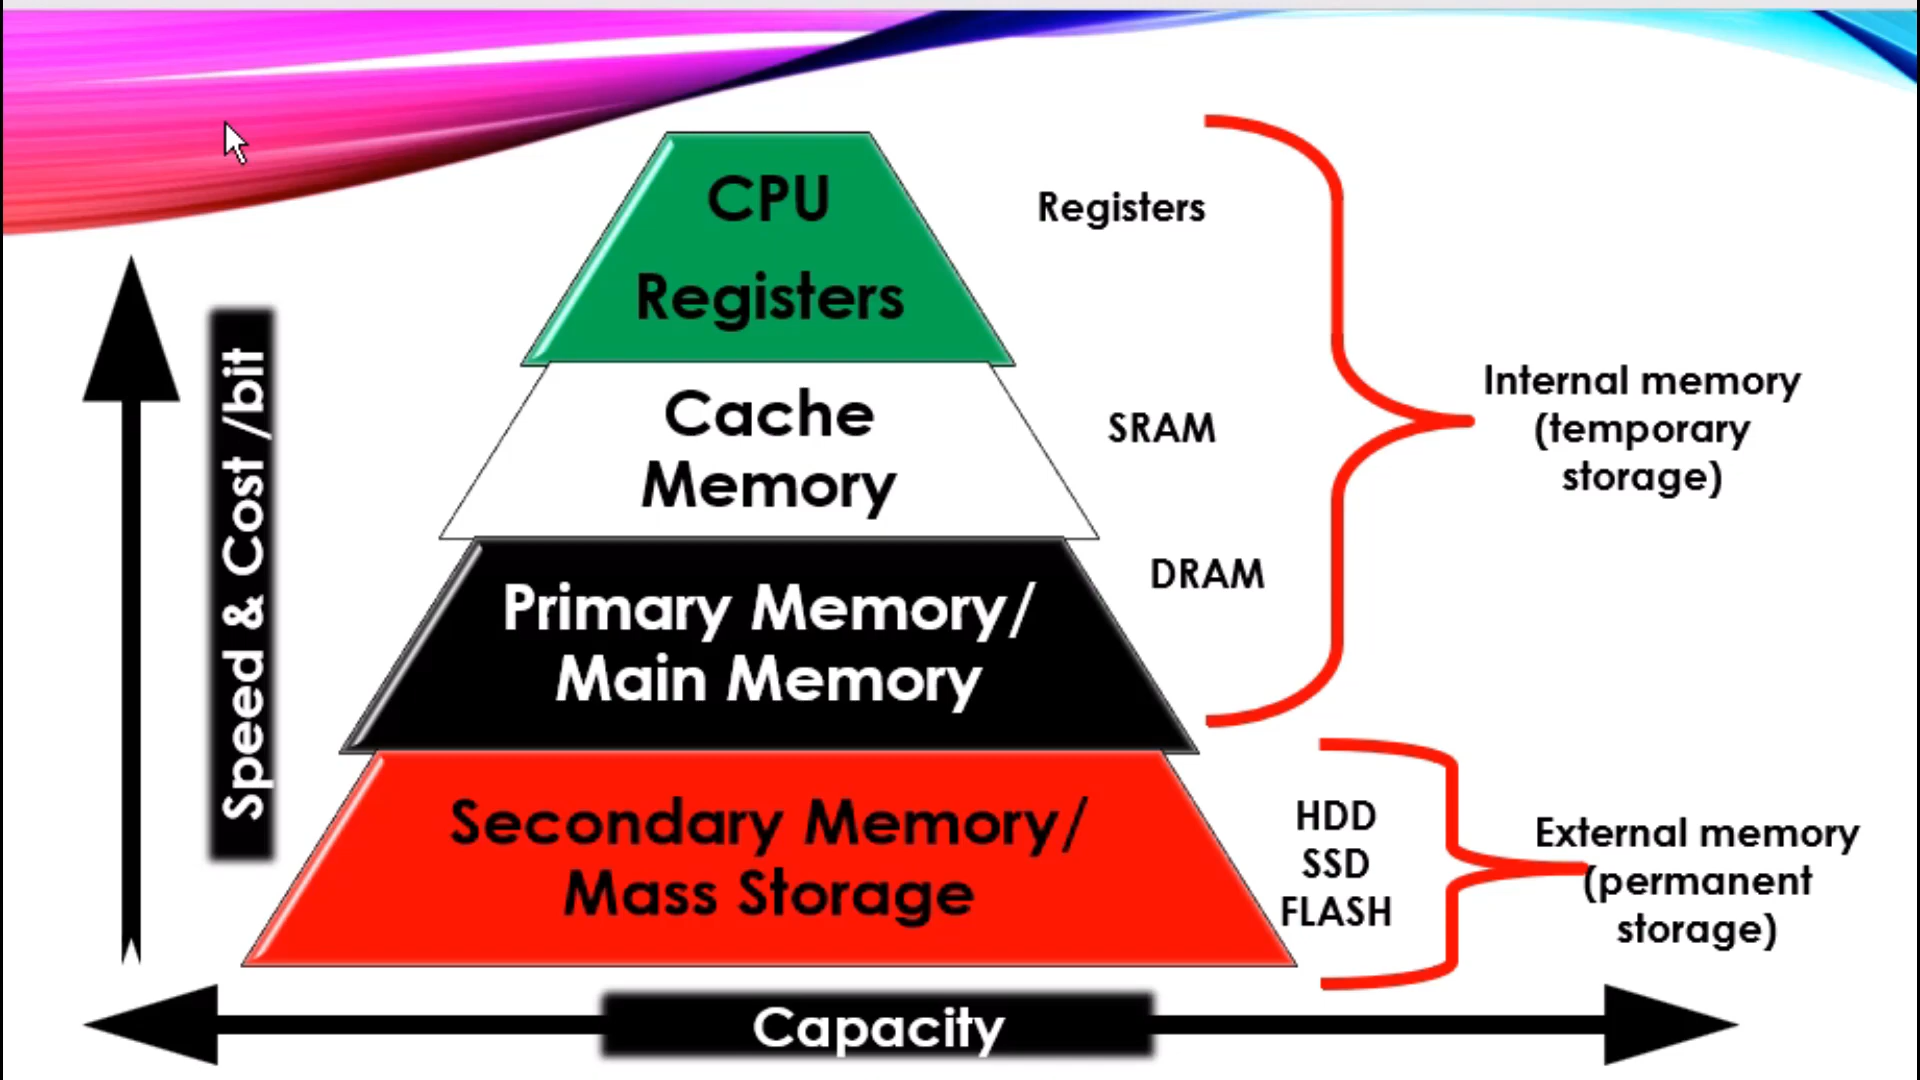 CPU
Registers
Registers
Cache
Memory
SRAM
Primary Memory/
Main Memory
DRAM
Internal memory
(temporary
storage)
Secondary Memory/
Mass Storage
HDD
SSD
FLASH
External memory
(permanent
storage)
Speed & Cost /bit
Capacity